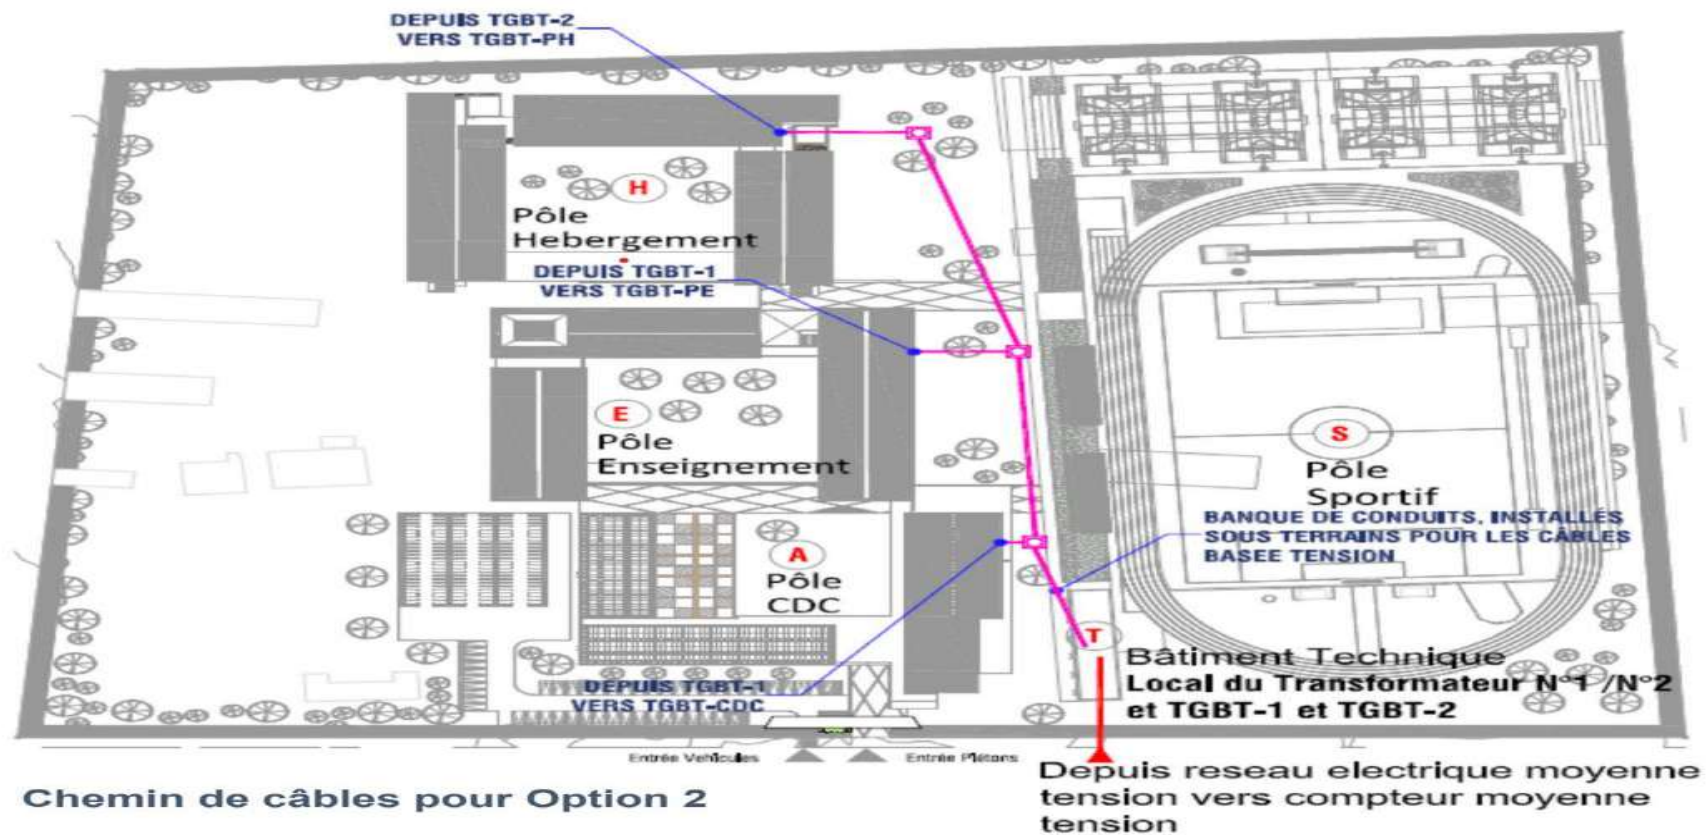 DEPUIS TGBT-2
VERS TGBT-PH
H
Pôle
Hebergement
DEPUIS TGBT-1
VERS TGBT-PE
E
Pôle
Enseignement
S
Pôle
Sportif
BANQUE DE CONDUITS, INSTALLÉS
SOUS TERRAINS POUR LES CÂBLES
BASEE TENSION
A
Pôle
CDC
T
Bâtiment Technique
Local du Transformateur N°1 /N°2
et TGBT-1 et TGBT-2
DEPUIS TGBT-1
VERS TGBT-CDC
Entrée Vehicules
Entrée Piétons
Depuis reseau electrique moyenne
tension vers compteur moyenne
tension
Chemin de câbles pour Option 2